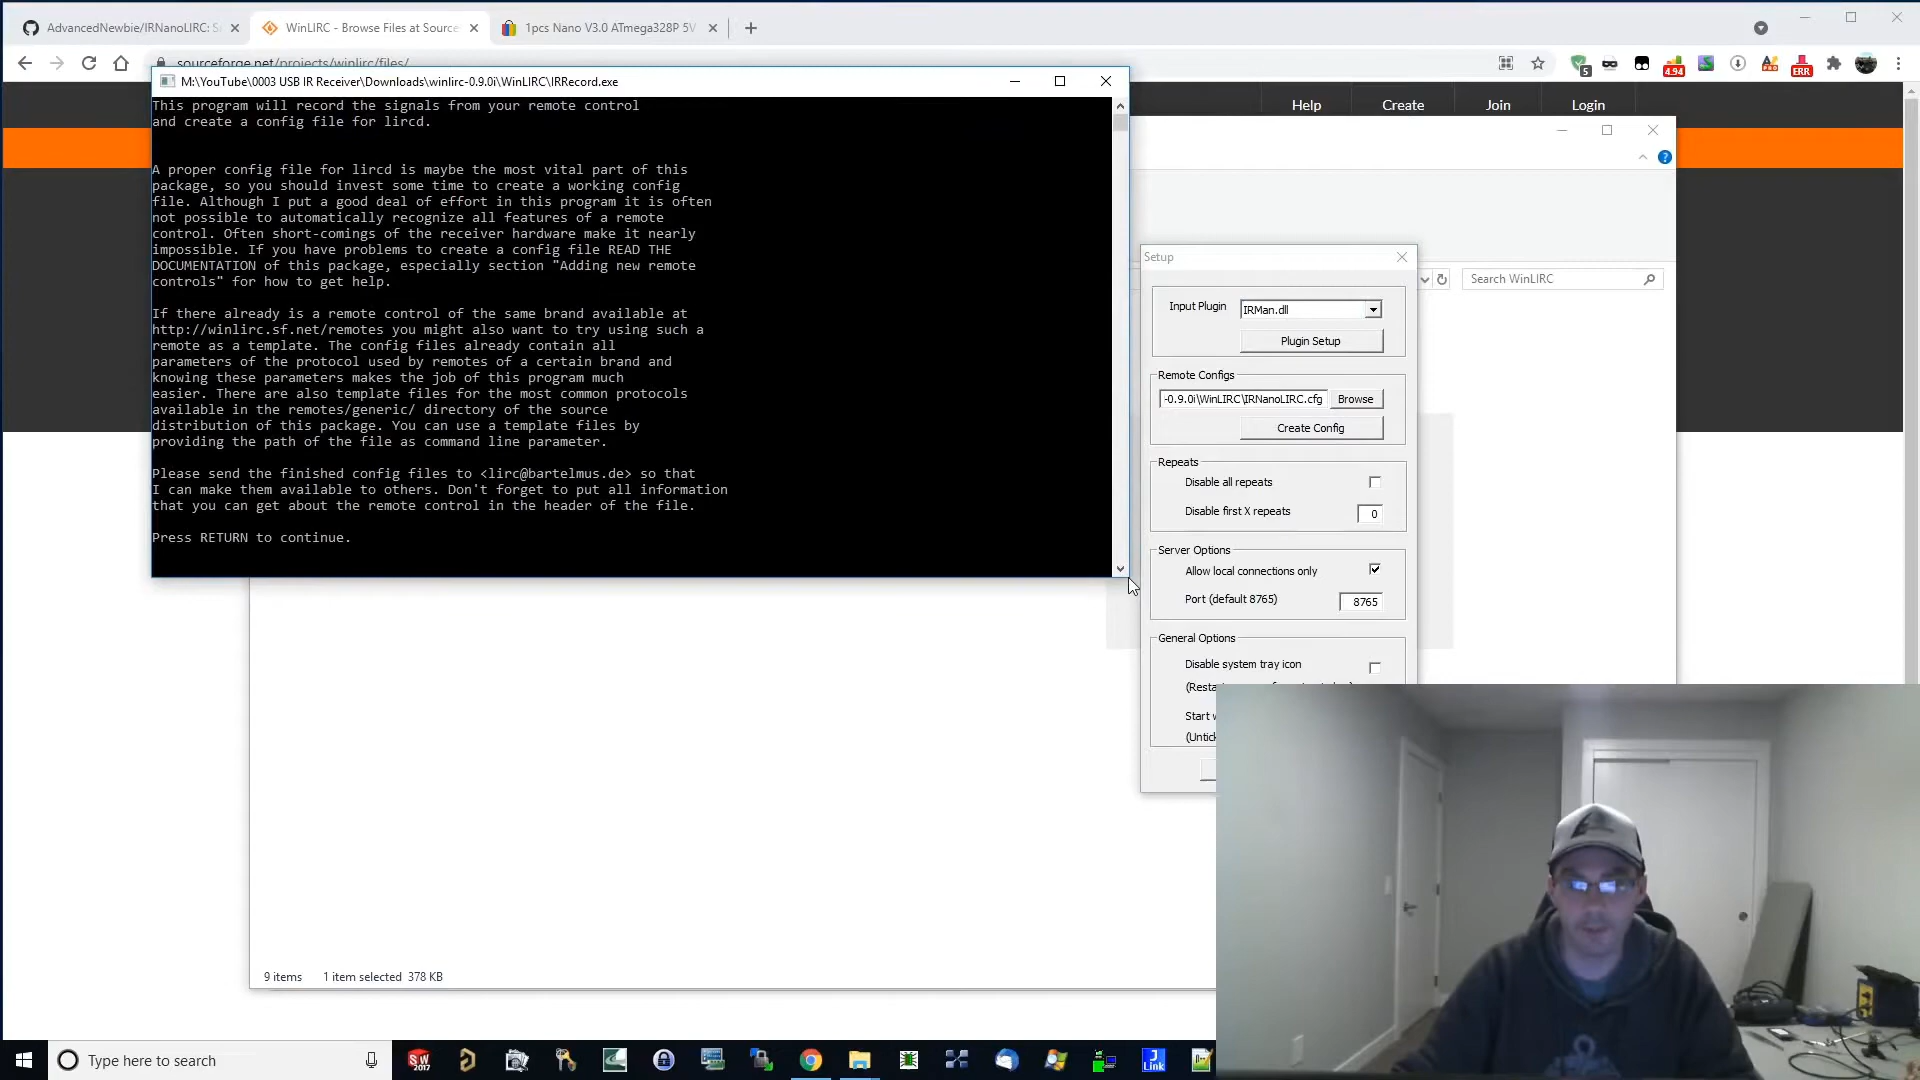 AdvancedNewbie/IRNanoLIRC: S
WinLIRC - Browse Files at Source
1pcs Nano V3.0 ATmega328P 5V
sourceforge.net/projects/winlirc/files/
5
4.94
ERR
M:\YouTube\0003 USB IR Receiver\Downloads\winlirc-0.9.0i\WinLIRC\IRRecord.exe
Help
Create
Join
Login
This program will record the signals from your remote control
and create a config file for lircd.
A proper config file for lircd is maybe the most vital part of this
package, so you should invest some time to create a working config
file. Although I put a good deal of effort in this program it is often
not possible to automatically recognize all features of a remote
control. Often short-comings of the receiver hardware make it nearly
impossible. If you have problems to create a config file READ THE
DOCUMENTATION of this package, especially section "Adding new remote
controls" for how to get help.
If there already is a remote control of the same brand available at
http://winlirc.sf.net/remotes you might also want to try using such a
remote as a template. The config files already contain all
parameters of the protocol used by remotes of a certain brand and
knowing these parameters makes the job of this program much
easier. There are also template files for the most common protocols
available in the remotes/generic/ directory of the source
distribution of this package. You can use a template files by
providing the path of the file as command line parameter.
Please send the finished config files to <lirc@bartelmus.de> so that
I can make them available to others. Don't forget to put all information
that you can get about the remote control in the header of the file.
Press RETURN to continue.
Search WinLIRC
Setup
Input Plugin
IRMan.dll
Plugin Setup
Remote Configs
-0.9.0i\WinLIRC\IRNanoLIRC.cfg
Browse
Create Config
Repeats
Disable all repeats
Disable first X repeats
0
Server Options
Allow local connections only
Port (default 8765)
8765
General Options
Disable system tray icon
(Resta
Start w
(Untick
9 items
1 item selected 378 KB
Type here to search
SW
2017
J
Link